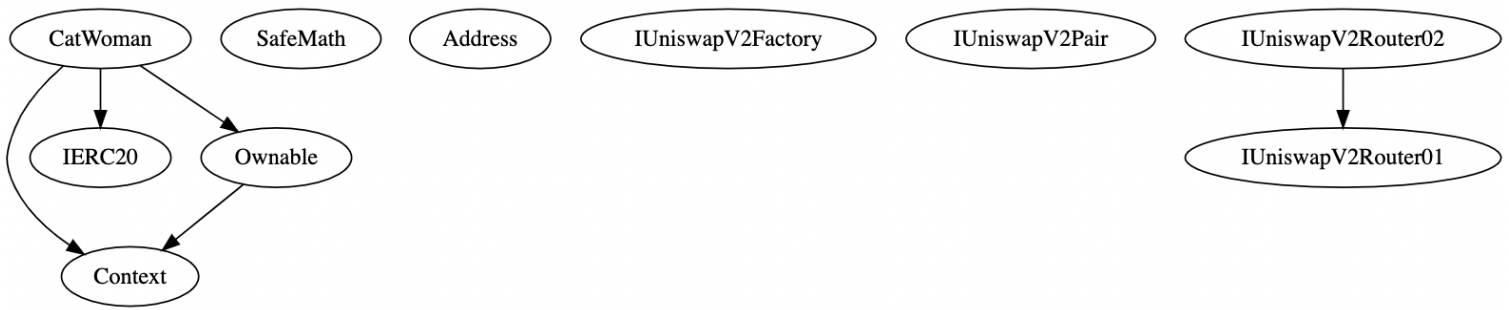 CatWoman
SafeMath
Address
IUniswapV2Factory
IUniswapV2Pair
IUniswapV2Router02
IERC20
Ownable
IUniswapV2Router01
Context